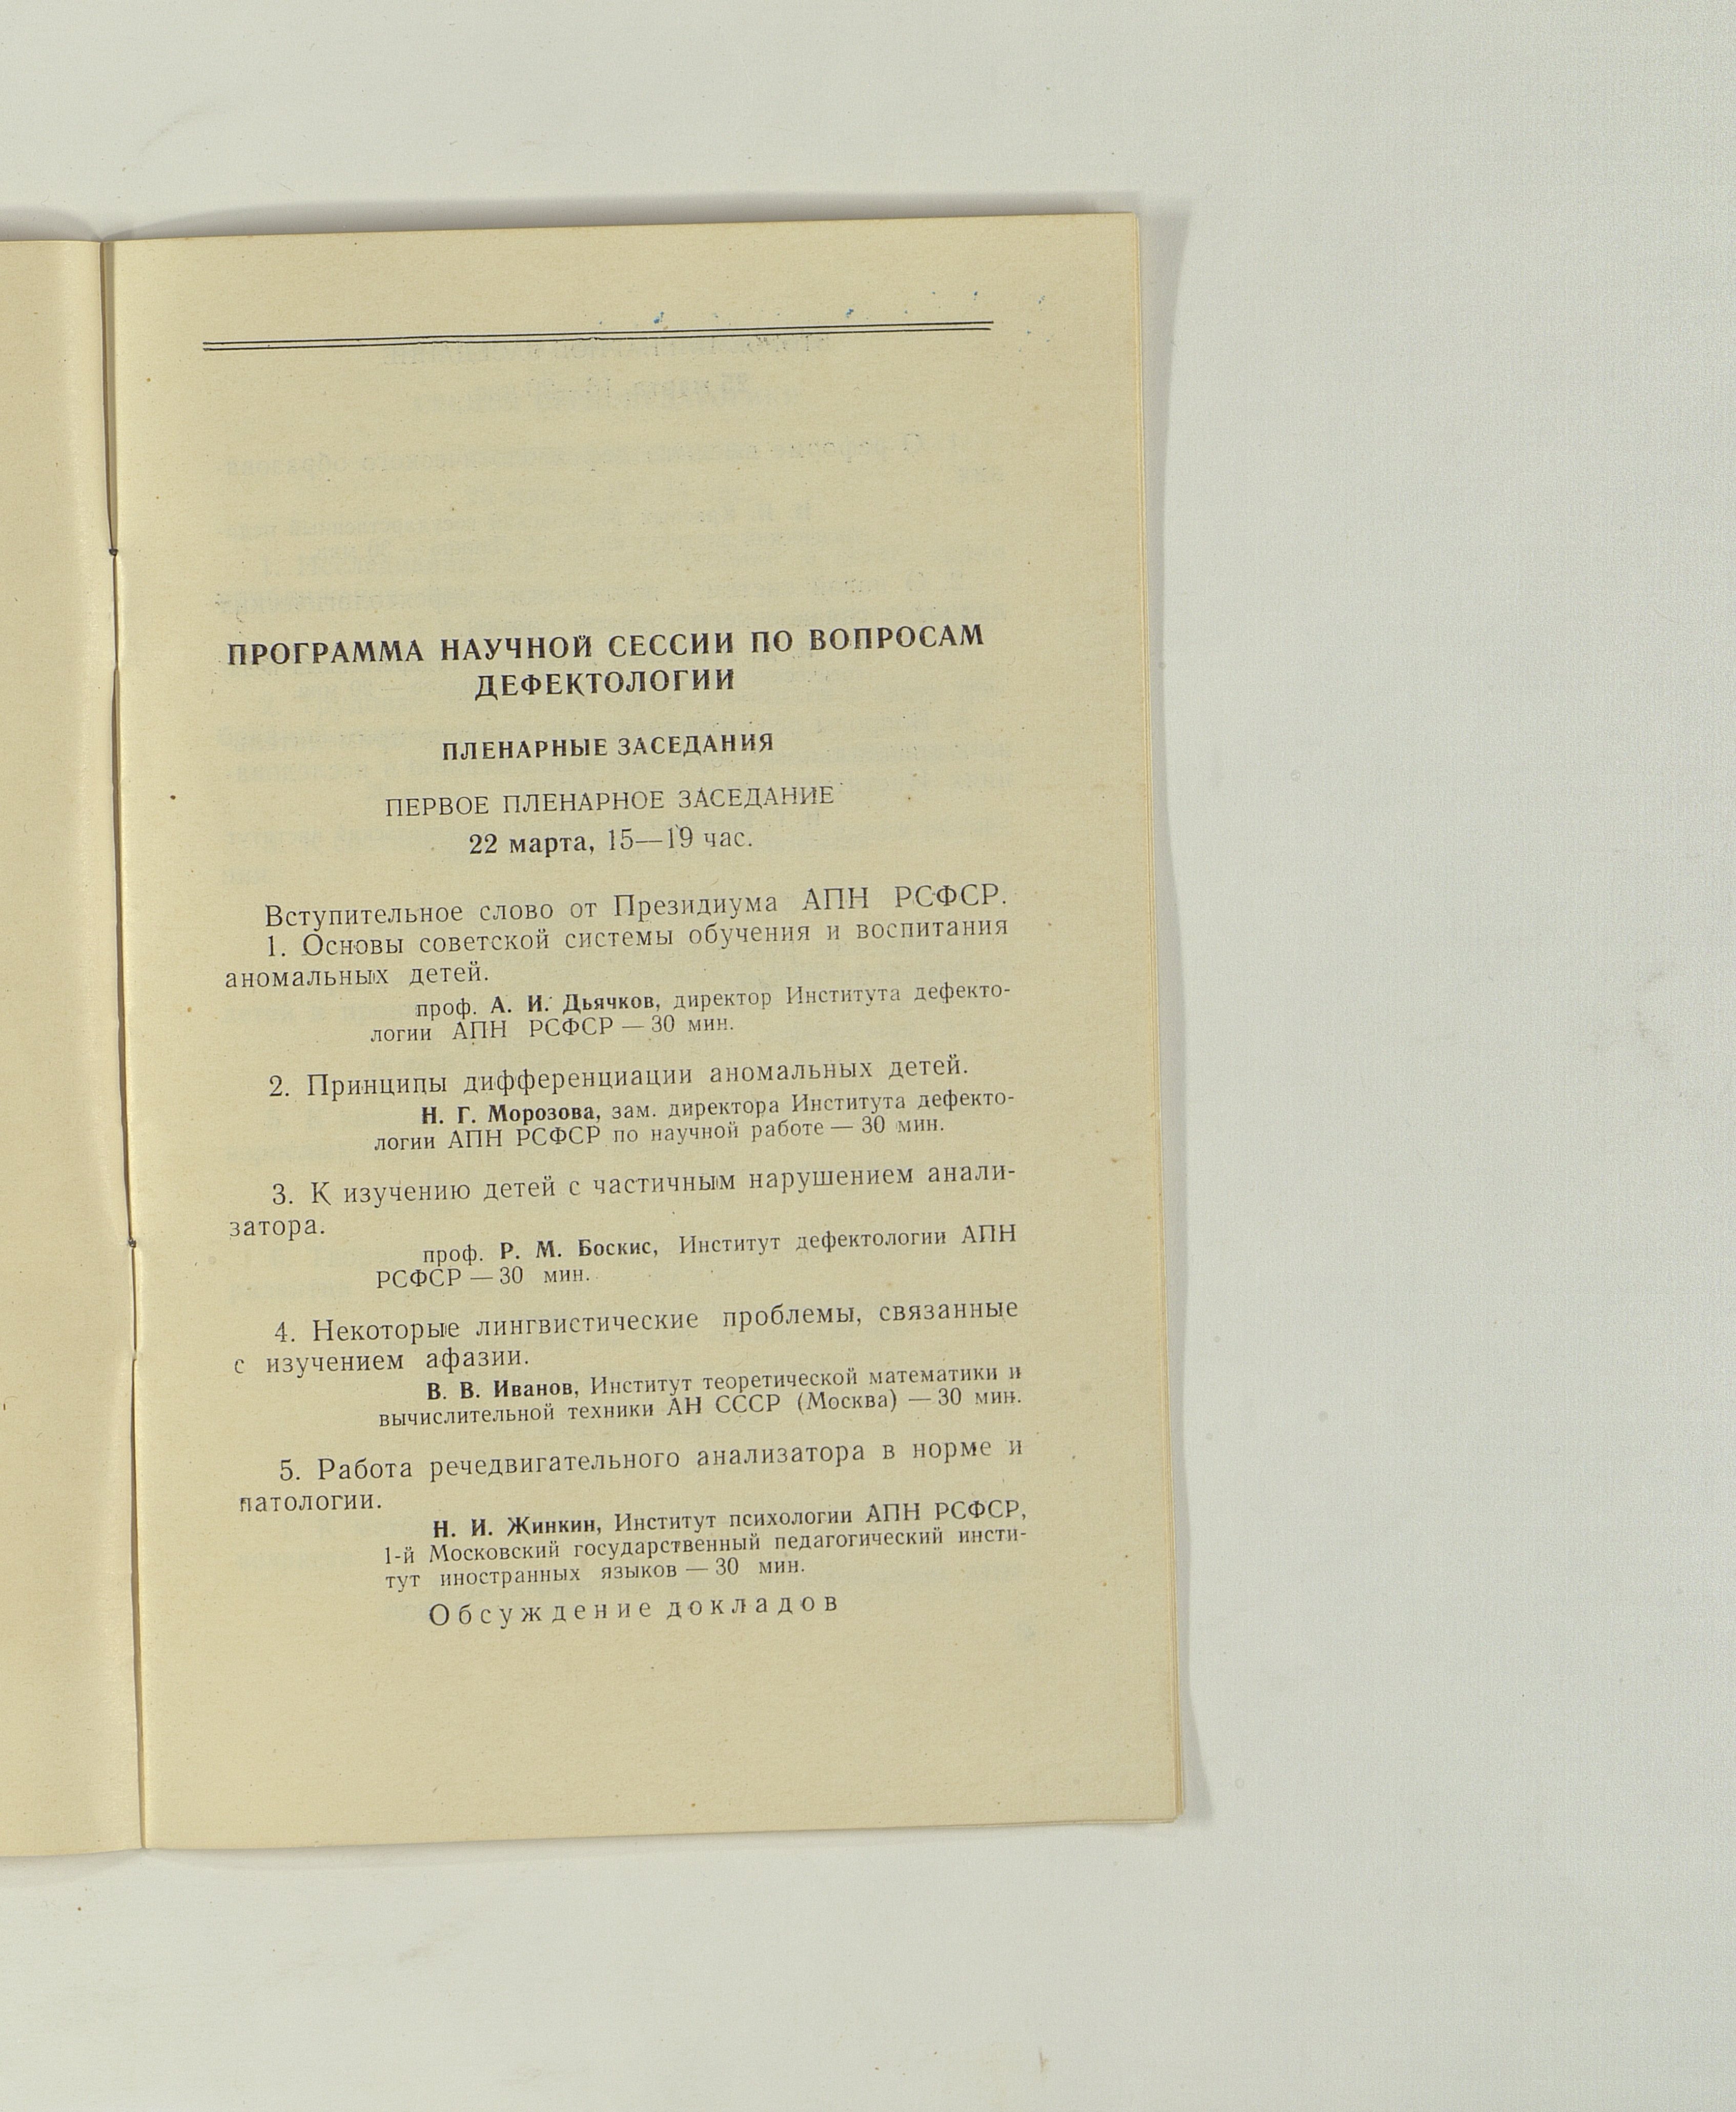 ПРОГРАММА НАУЧНОЙ СЕССИИ ПО ВОПРОСАМ
ДЕФЕКТОЛОГИИ
ПЛЕНАРНЫЕ ЗАСЕДАНИЯ
ПЕРВОЕ ПЛЕНАРНОЕ ЗАСЕДАНИЕ
22 марта, 15—19 час.
Вступительное слово от Президиума АПН РСФСР.
1. Основы советской системы обучения и воспитания
аномальных детей.
проф. А. И. Дьячков, директор Института дефекто-
логии АПН РСФСР — 30 мин.
2. Принципы дифференциации аномальных детей.
Н. Г. Морозова, зам. директора Института дефекто-
логии АПН РСФСР по научной работе — 30 мин.
3. К изучению детей с частичным нарушением анали-
затора.
проф. Р. М. Боскис, Институт дефектологии АПН
РСФСР — 30 мин.
4. Некоторые лингвистические проблемы, связанные
с изучением афазии.
В. В. Иванов, Институт теоретической математики и
вычислительной техники АН СССР (Москва) — 30 мин.
5. Работа речедвигательного анализатора в норме и
патологии.
Н. И. Жинкин, Институт психологии АПН РСФСР,
1-й Московский государственный педагогический инсти-
тут иностранных языков — 30 мин.
Обсуждение докладов